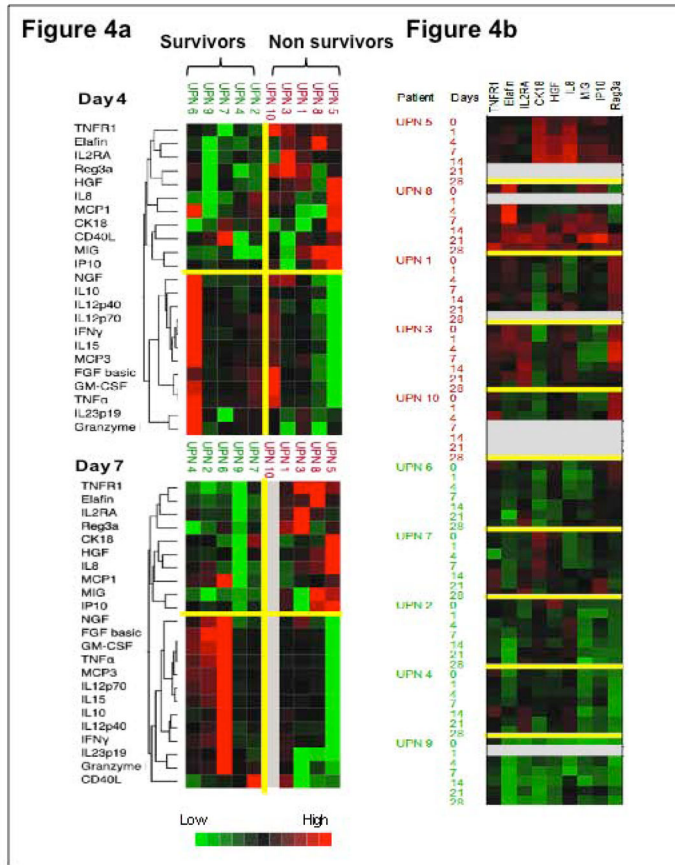 Figure 4a
Survivors
Non survivors
Day 4
UPN 6
UPN 9
UPN 7
UPN 4
UPN 2
UPN 10
UPN 3
UPN 1
UPN 8
UPN 5
TNFR1
Elafin
IL2RA
Reg3a
HGF
IL8
MCP1
CK18
CD40L
MIG
IP10
NGF
IL10
IL12p40
IL12p70
IFNγ
IL15
MCP3
FGF basic
GM-CSF
TNFα
IL23p19
Granzyme
Day 7
UPN 4
UPN 2
UPN 6
UPN 9
UPN 7
UPN 10
UPN 1
UPN 3
UPN 8
UPN 5
TNFR1
Elafin
IL2RA
Reg3a
CK18
HGF
IL8
MCP1
MIG
IP10
NGF
FGF basic
GM-CSF
TNFα
MCP3
IL12p70
IL15
IL10
IL12p40
IFNγ
IL23p19
Granzyme
CD40L
Low
High
Figure 4b
Patient
Days
TNFR1
Elafin
IL2RA
CK18
HGF
IL8
MIG
IP10
Reg3a
UPN 5
0
1
4
7
14
21
28
UPN 8
0
1
4
7
14
21
28
UPN 1
0
1
4
7
14
21
28
UPN 3
0
1
4
7
14
21
28
UPN 10
0
1
4
7
14
21
28
UPN 6
0
1
4
7
14
21
28
UPN 7
0
1
4
7
14
21
28
UPN 2
0
1
4
7
14
21
28
UPN 4
0
1
4
7
14
21
28
UPN 9
0
1
4
7
14
21
28